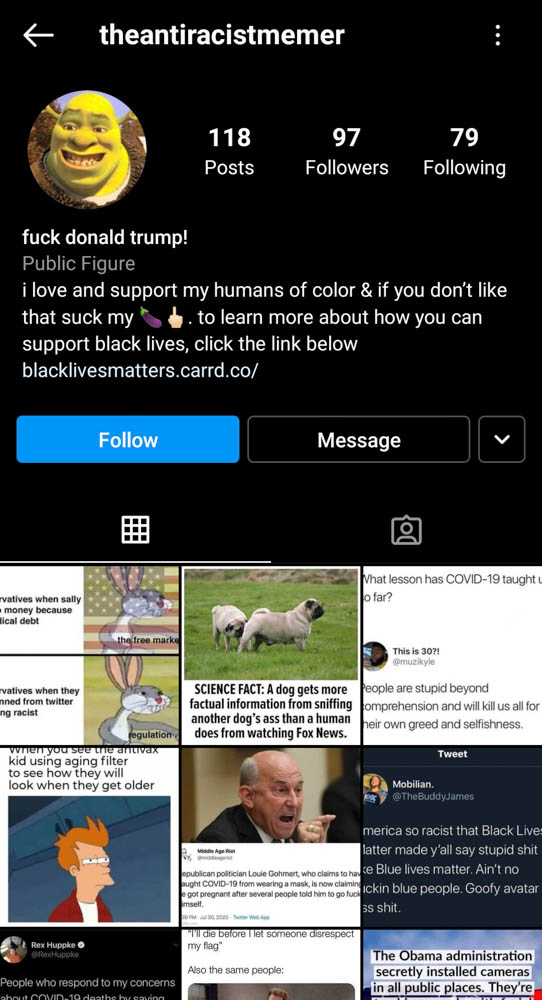 theantiracistmemer
118
97
79
Posts
Followers
Following
fuck donald trump!
Public Figure
i love and support my humans of color & if you don't like
that suck my 🍆🖕🏻. to learn more about how you can
support black lives, click the link below
blacklivesmatters.carrd.co/
Follow
Message
rvatives when sally
money because
ical debt
the free marke
rvatives when they
nned from twitter
ng racist
regulation
SCIENCE FACT: A dog gets more
factual information from sniffing
another dog's ass than a human
does from watching Fox News.
What lesson has COVID-19 taught u
o far?
This is 30?!
@muzikyle
People are stupid beyond
comprehension and will kill us all for
heir own greed and selfishness.
when you see the antivax
kid using aging filter
to see how they will
look when they get older
Middle Age Riot
@middleageriot
epublican politician Louie Gohmert, who claims to hav
aught COVID-19 from wearing a mask, is now claiming
e got pregnant after several people told him to go fuck
imself.
PM · Jul 30, 2020 · Twitter Web App
Tweet
Mobilian.
@TheBuddyJames
merica so racist that Black Lives
Matter made y'all say stupid shit
ke Blue lives matter. Ain't no
uckin blue people. Goofy avatar
ss shit.
Rex Huppke
@RexHuppke
People who respond to my concerns
about COVID-19 deaths by saying
"I'll die before I let someone disrespect
my flag"
Also the same people:
The Obama administration
secretly installed cameras
in all public places. They're